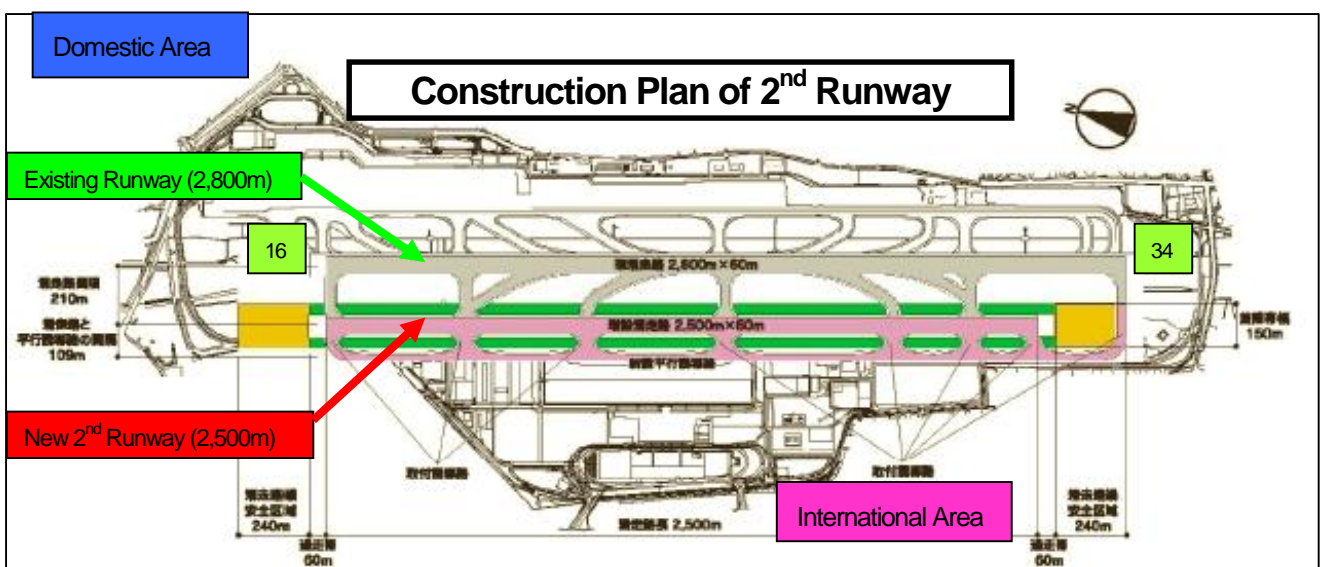 Domestic Area
Construction Plan of 2nd Runway
N
Existing Runway (2,800m)
16
34
現滑走路 2,800m×60m
滑走路間隔
210m
増設滑走路 2,500m×60m
滑走路と
平行誘導路の間隔
109m
150m
新設平行誘導路
New 2nd Runway (2,500m)
取付誘導路
取付誘導路
滑走路端
安全区域
240m
滑走路長 2,500m
International Area
滑走路端
安全区域
240m
過走帯
60m
過走帯
60m